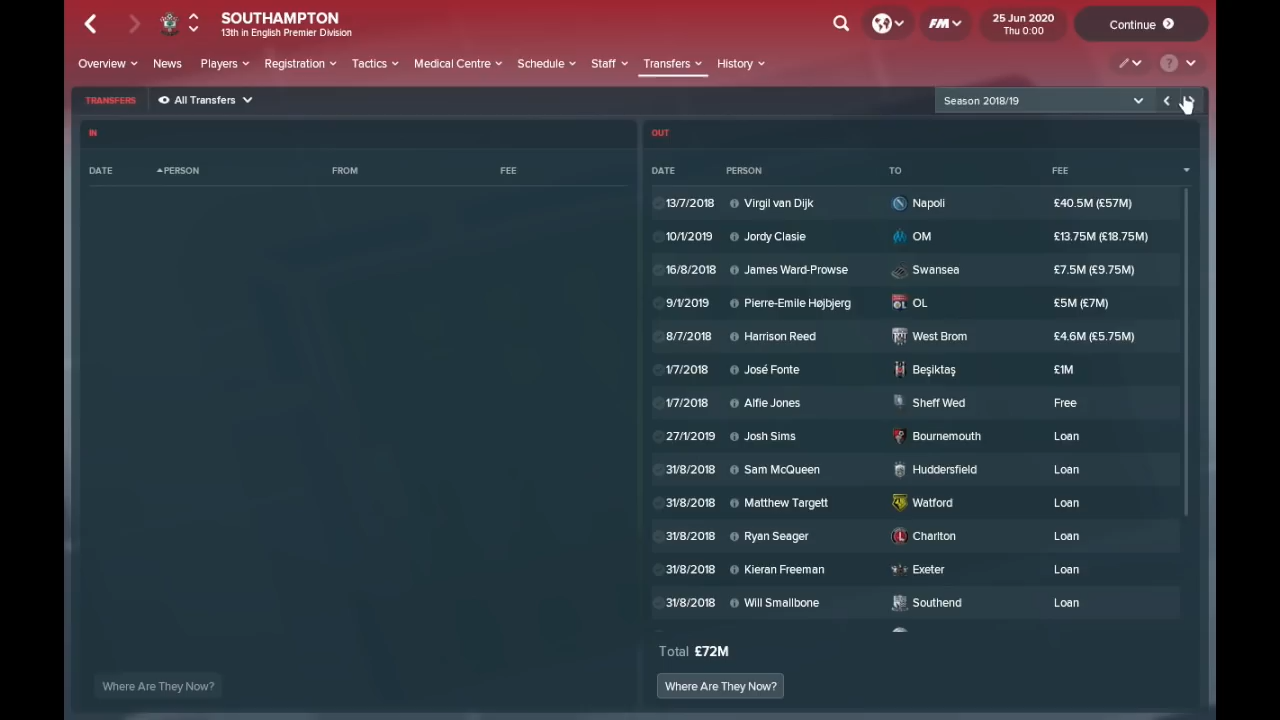 SOUTHAMPTON
13th in English Premier Division
FM
25 Jun 2020
Thu 0:00
Continue
Overview News Players Registration Tactics Medical Centre Schedule Staff Transfers History
?
TRANSFERS All Transfers Season 2018/19
IN
DATE PERSON FROM FEE
Where Are They Now?
OUT
DATE PERSON TO FEE
13/7/2018 Virgil van Dijk Napoli £40.5M (£57M)
10/1/2019 Jordy Clasie OM £13.75M (£18.75M)
16/8/2018 James Ward-Prowse Swansea £7.5M (£9.75M)
9/1/2019 Pierre-Emile Højbjerg OL £5M (£7M)
8/7/2018 Harrison Reed West Brom £4.6M (£5.75M)
1/7/2018 José Fonte Beşiktaş £1M
1/7/2018 Alfie Jones Sheff Wed Free
27/1/2019 Josh Sims Bournemouth Loan
31/8/2018 Sam McQueen Huddersfield Loan
31/8/2018 Matthew Targett Watford Loan
31/8/2018 Ryan Seager Charlton Loan
31/8/2018 Kieran Freeman Exeter Loan
31/8/2018 Will Smallbone Southend Loan
Total £72M
Where Are They Now?